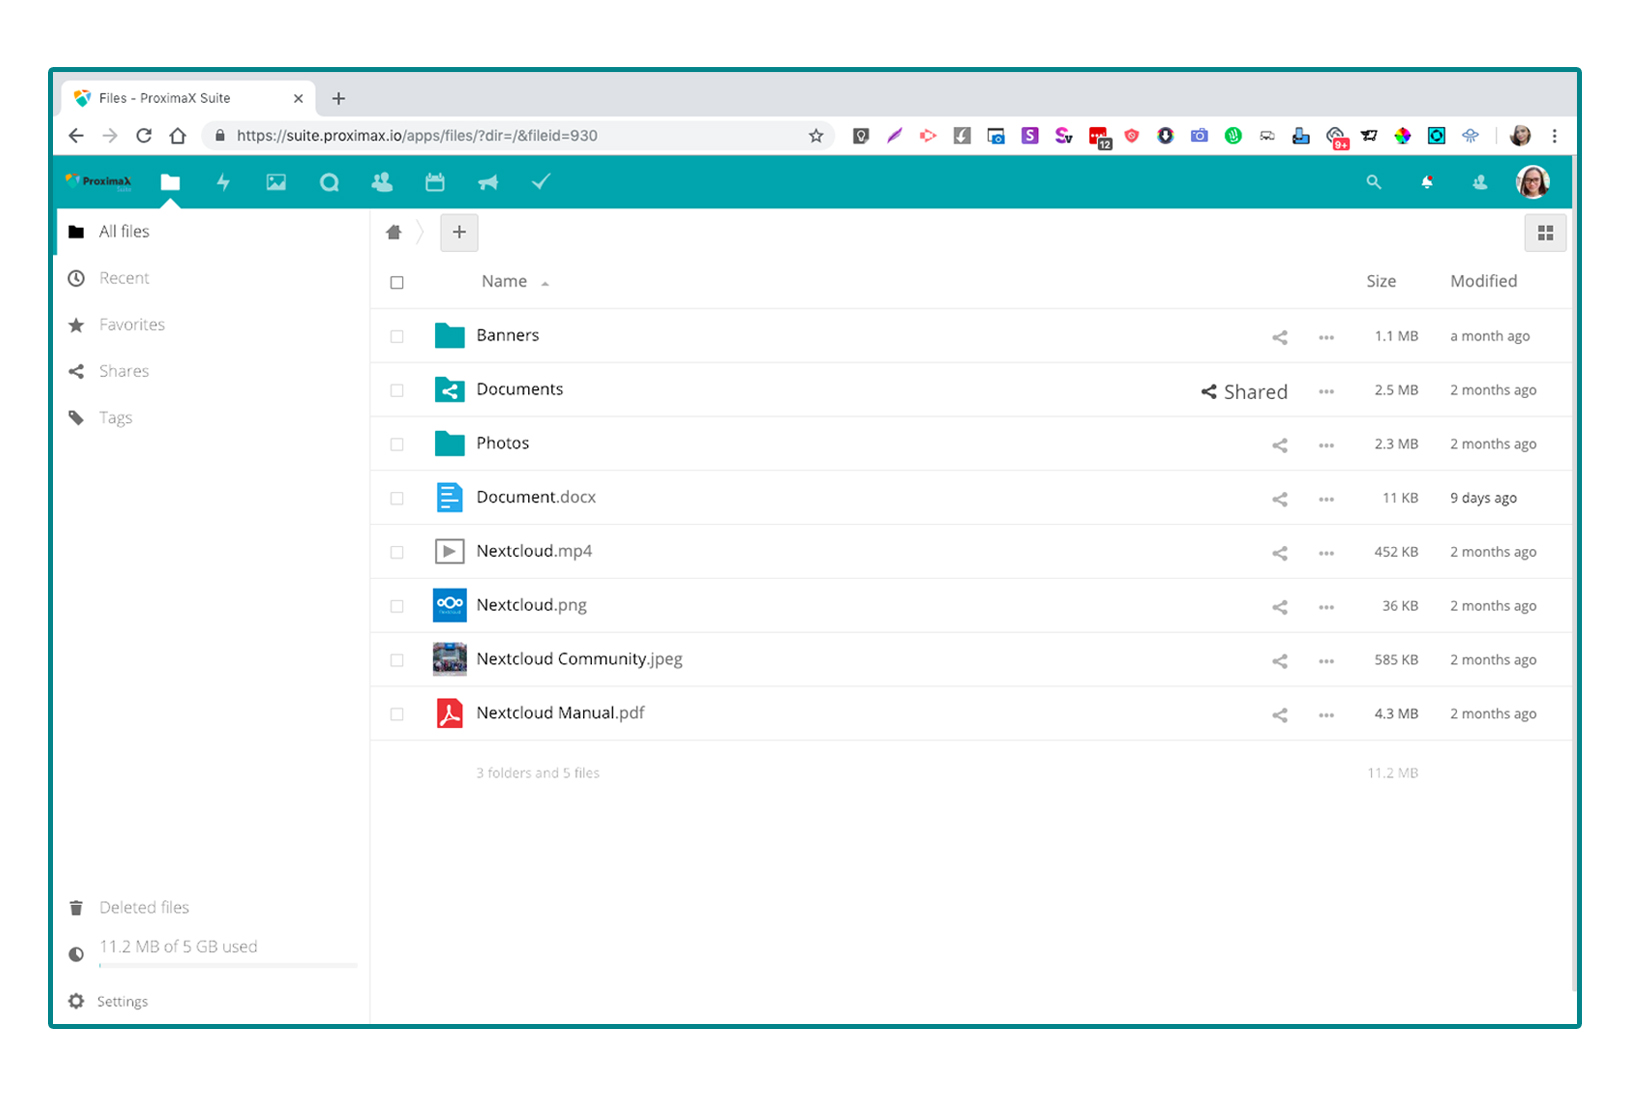 Files - ProximaX Suite
https://suite.proximax.io/apps/files/?dir=/&fileid=930
S
Sv
12
9+
ProximaX
All files
Recent
Favorites
Shares
Tags
Name Size Modified
Banners 1.1 MB a month ago
Documents Shared 2.5 MB 2 months ago
Photos 2.3 MB 2 months ago
Document.docx 11 KB 9 days ago
Nextcloud.mp4 452 KB 2 months ago
Nextcloud.png 36 KB 2 months ago
Nextcloud Community.jpeg 585 KB 2 months ago
Nextcloud Manual.pdf 4.3 MB 2 months ago
3 folders and 5 files 11.2 MB
Deleted files
11.2 MB of 5 GB used
Settings